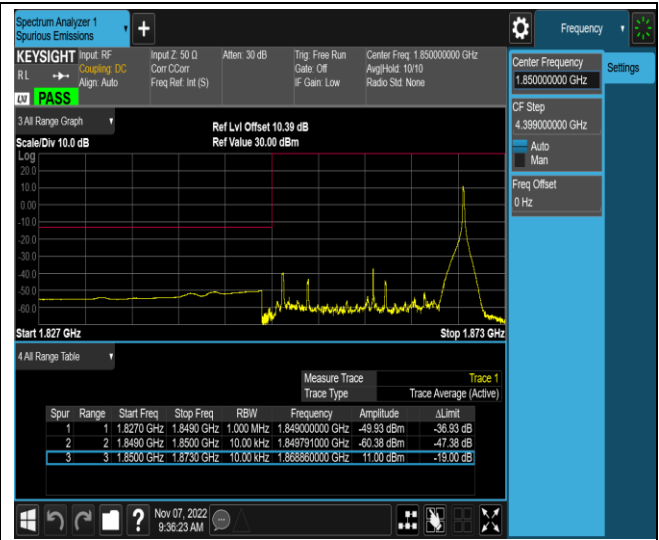 Spectrum Analyzer 1
Spurious Emissions
Frequency
KEYSIGHT Input: RF Input Z: 50 Ω Atten: 30 dB Trig: Free Run Center Freq: 1.850000000 GHz
RL Coupling: DC Corr CCorr Gate: Off Avg|Hold: 10/10
Align: Auto Freq Ref: Int (S) IF Gain: Low Radio Std: None
LXI PASS
Center Frequency
1.850000000 GHz
Settings
CF Step
4.399000000 GHz
Auto
Man
Freq Offset
0 Hz
3 All Range Graph
Ref Lvl Offset 10.39 dB
Scale/Div 10.0 dB Ref Value 30.00 dBm
Log
20.0
10.0
0.00
-10.0
-20.0
-30.0
-40.0
-50.0
-60.0
Start 1.827 GHz Stop 1.873 GHz
4 All Range Table
Measure Trace Trace 1
Trace Type Trace Average (Active)
Spur Range Start Freq Stop Freq RBW Frequency Amplitude ΔLimit
1 1 1.8270 GHz 1.8490 GHz 1.000 MHz 1.849000000 GHz -49.93 dBm -36.93 dB
2 2 1.8490 GHz 1.8500 GHz 10.00 kHz 1.849791000 GHz -60.38 dBm -47.38 dB
3 3 1.8500 GHz 1.8730 GHz 10.00 kHz 1.868860000 GHz 11.00 dBm -19.00 dB
Nov 07, 2022
9:36:23 AM